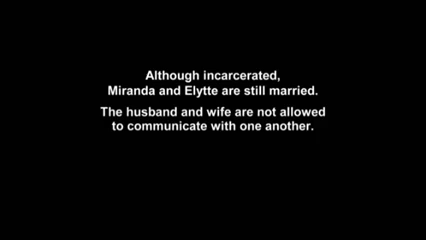 Although incarcerated,
Miranda and Elytte are still married.
The husband and wife are not allowed
to communicate with one another.